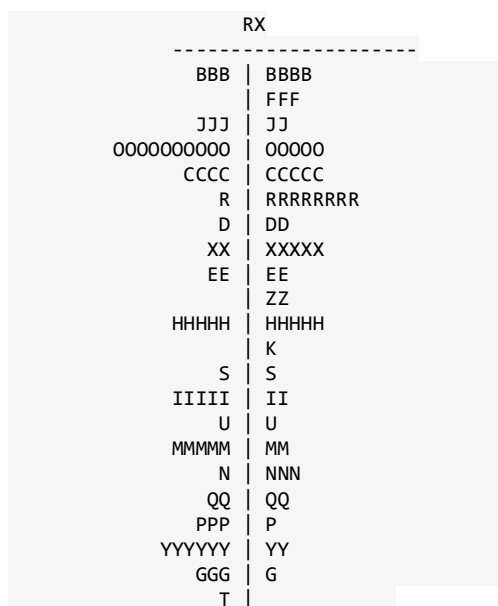 RX
---------------------
BBB | BBBB
| FFF
JJJ | JJ
OOOOOOOOOO | OOOOO
CCCC | CCCCC
R | RRRRRRRR
D | DD
XX | XXXXX
EE | EE
| ZZ
HHHHH | HHHHH
| K
S | S
IIIII | II
U | U
MMMMM | MM
N | NNN
QQ | QQ
PPP | P
YYYYYY | YY
GGG | G
T |